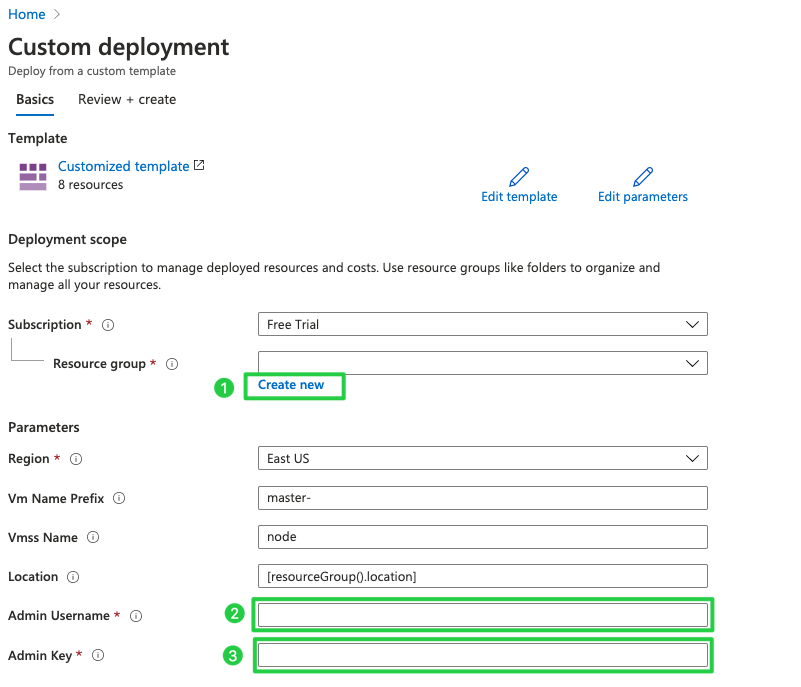 Home
Custom deployment
Deploy from a custom template
Basics Review + create
Template
Customized template
8 resources
Edit template Edit parameters
Deployment scope
Select the subscription to manage deployed resources and costs. Use resource groups like folders to organize and
manage all your resources.
Subscription * Free Trial
Resource group *
1 Create new
Parameters
Region * East US
Vm Name Prefix master-
Vmss Name node
Location [resourceGroup().location]
Admin Username * 2
Admin Key * 3